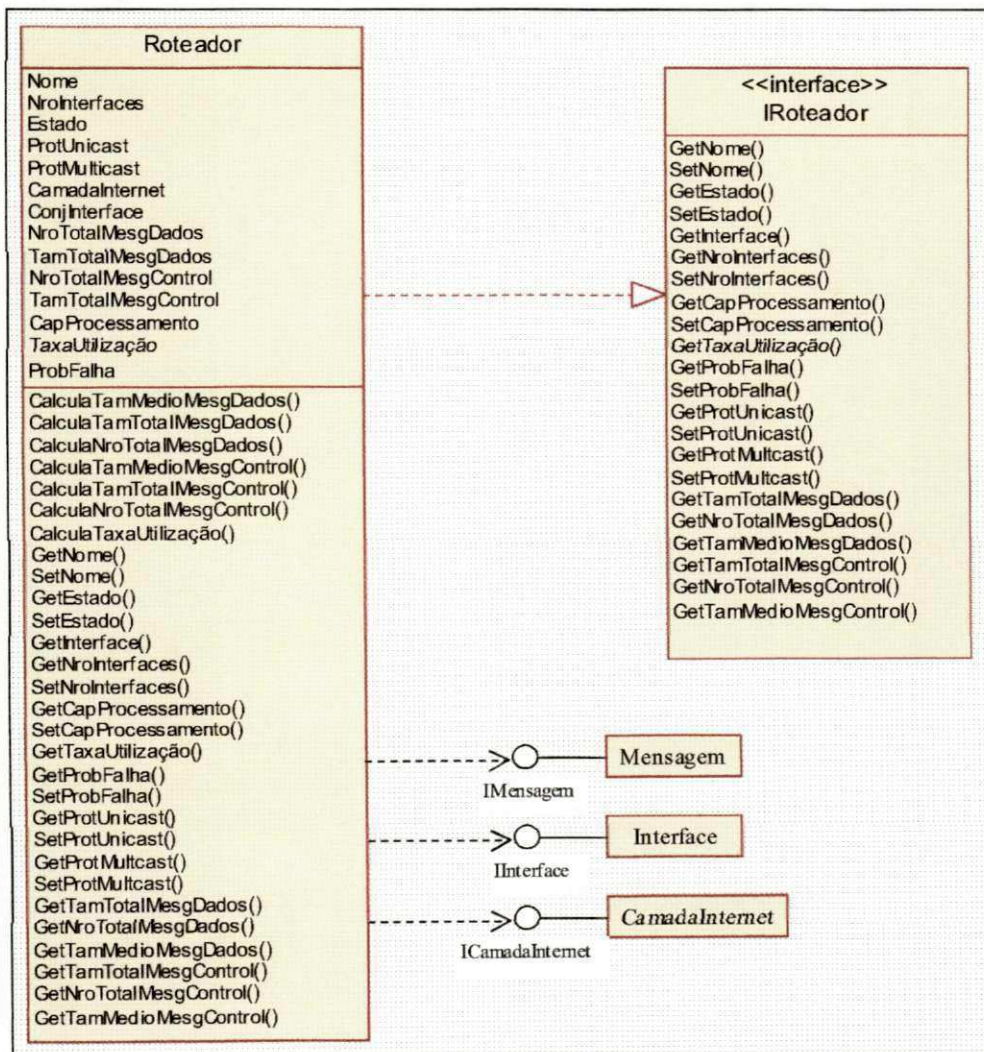 Roteador
Nome
NroInterfaces
Estado
ProtUnicast
ProtMulticast
CamadaInternet
ConjInterface
NroTotalMesgDados
TamTotalMesgDados
NroTotalMesgControl
TamTotalMesgControl
CapProcessamento
TaxaUtilização
ProbFalha
CalculaTamMedioMesgDados()
CalculaTamTotalMesgDados()
CalculaNroTotalMesgDados()
CalculaTamMedioMesgControl()
CalculaTamTotalMesgControl()
CalculaNroTotalMesgControl()
CalculaTaxaUtilização()
GetNome()
SetNome()
GetEstado()
SetEstado()
GetInterface()
GetNroInterfaces()
SetNroInterfaces()
GetCapProcessamento()
SetCapProcessamento()
GetTaxaUtilização()
GetProbFalha()
SetProbFalha()
GetProtUnicast()
SetProtUnicast()
GetProtMultcast()
SetProtMultcast()
GetTamTotalMesgDados()
GetNroTotalMesgDados()
GetTamMedioMesgDados()
GetTamTotalMesgControl()
GetNroTotalMesgControl()
GetTamMedioMesgControl()
<<interface>>
IRoteador
GetNome()
SetNome()
GetEstado()
SetEstado()
GetInterface()
GetNroInterfaces()
SetNroInterfaces()
GetCapProcessamento()
SetCapProcessamento()
GetTaxaUtilização()
GetProbFalha()
SetProbFalha()
GetProtUnicast()
SetProtUnicast()
GetProtMultcast()
SetProtMultcast()
GetTamTotalMesgDados()
GetNroTotalMesgDados()
GetTamMedioMesgDados()
GetTamTotalMesgControl()
GetNroTotalMesgControl()
GetTamMedioMesgControl()
Mensagem
IMensagem
Interface
IInterface
CamadaInternet
ICamadaInternet